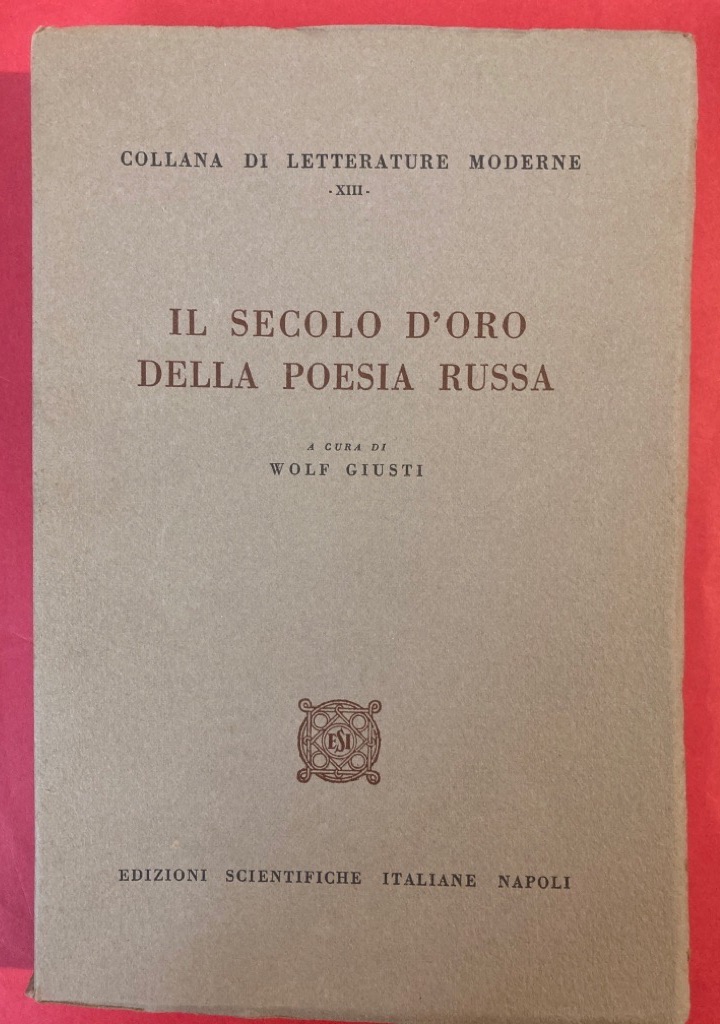 COLLANA DI LETTERATURE MODERNE
-XIII-
IL SECOLO D'ORO
DELLA POESIA RUSSA
A CURA DI
WOLF GIUSTI
ESI
EDIZIONI SCIENTIFICHE ITALIANE NAPOLI